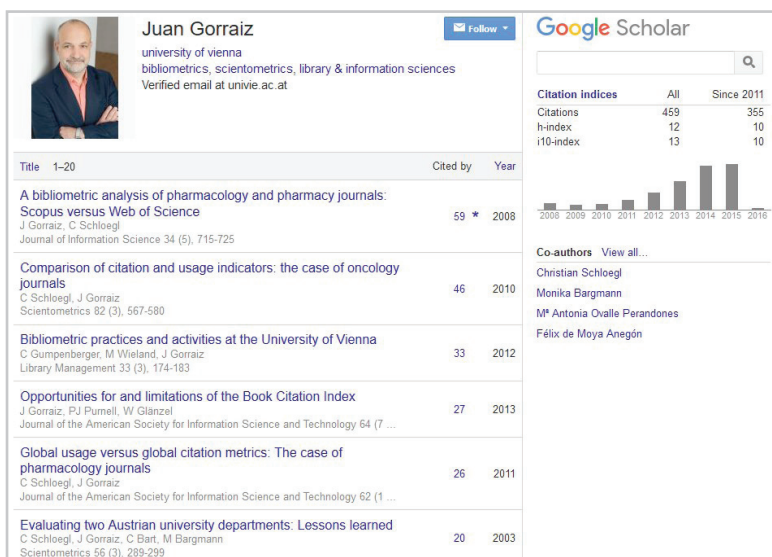 Juan Gorraiz
Follow
university of vienna
bibliometrics, scientometrics, library & information sciences
Verified email at univie.ac.at
Title 1–20 Cited by Year
A bibliometric analysis of pharmacology and pharmacy journals:
Scopus versus Web of Science
J Gorraiz, C Schloegl
Journal of Information Science 34 (5), 715-725
59 * 2008
Comparison of citation and usage indicators: the case of oncology
journals
C Schloegl, J Gorraiz
Scientometrics 82 (3), 567-580
46 2010
Bibliometric practices and activities at the University of Vienna
C Gumpenberger, M Wieland, J Gorraiz
Library Management 33 (3), 174-183
33 2012
Opportunities for and limitations of the Book Citation Index
J Gorraiz, PJ Purnell, W Glänzel
Journal of the American Society for Information Science and Technology 64 (7 ...
27 2013
Global usage versus global citation metrics: The case of
pharmacology journals
C Schloegl, J Gorraiz
Journal of the American Society for Information Science and Technology 62 (1 ...
26 2011
Evaluating two Austrian university departments: Lessons learned
C Schloegl, J Gorraiz, C Bart, M Bargmann
Scientometrics 56 (3), 289-299
20 2003
Google Scholar
Citation indices All Since 2011
Citations 459 355
h-index 12 10
i10-index 13 10
2008 2009 2010 2011 2012 2013 2014 2015 2016
Co-authors View all...
Christian Schloegl
Monika Bargmann
Mª Antonia Ovalle Perandones
Félix de Moya Anegón